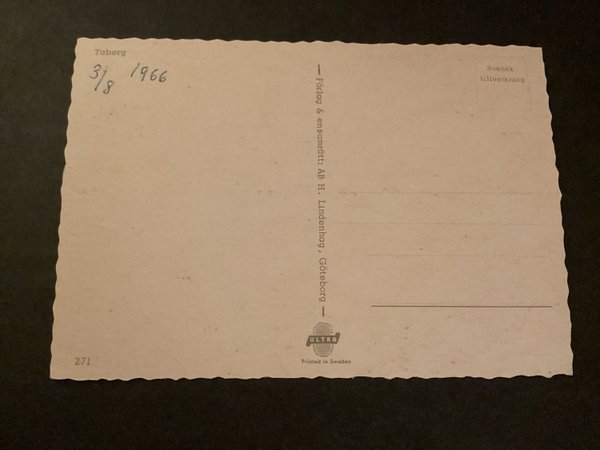 Taberg
3/8 1966
Svensk
tillverkning
— Förlag & ensamrätt: AB H. Lindenhag, Göteborg —
ULTRA
Printed in Sweden
271